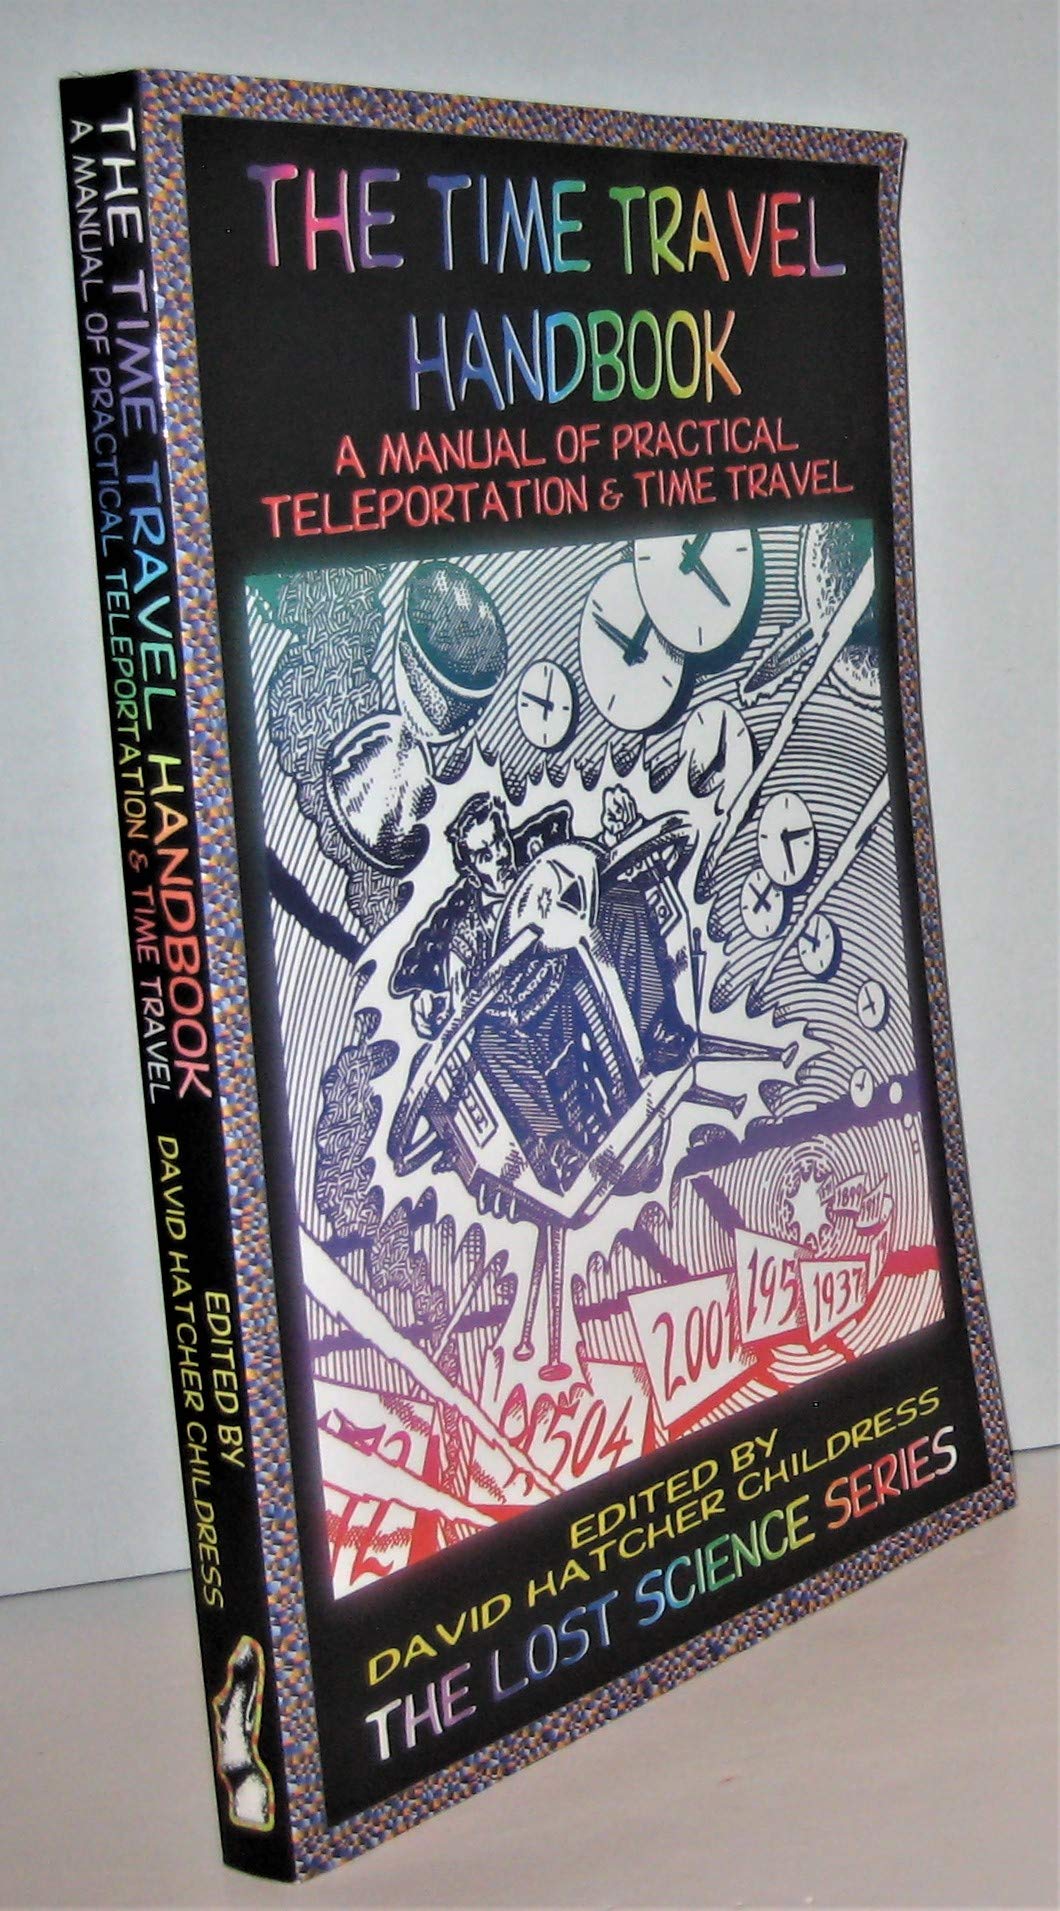 THE TIME TRAVEL HANDBOOK
A MANUAL OF PRACTICAL TELEPORTATION & TIME TRAVEL
EDITED BY
DAVID HATCHER CHILDRESS
THE TIME TRAVEL
HANDBOOK
A MANUAL OF PRACTICAL
TELEPORTATION & TIME TRAVEL
1899
195
1937
2001
504
EDITED BY
DAVID HATCHER CHILDRESS
THE LOST SCIENCE SERIES